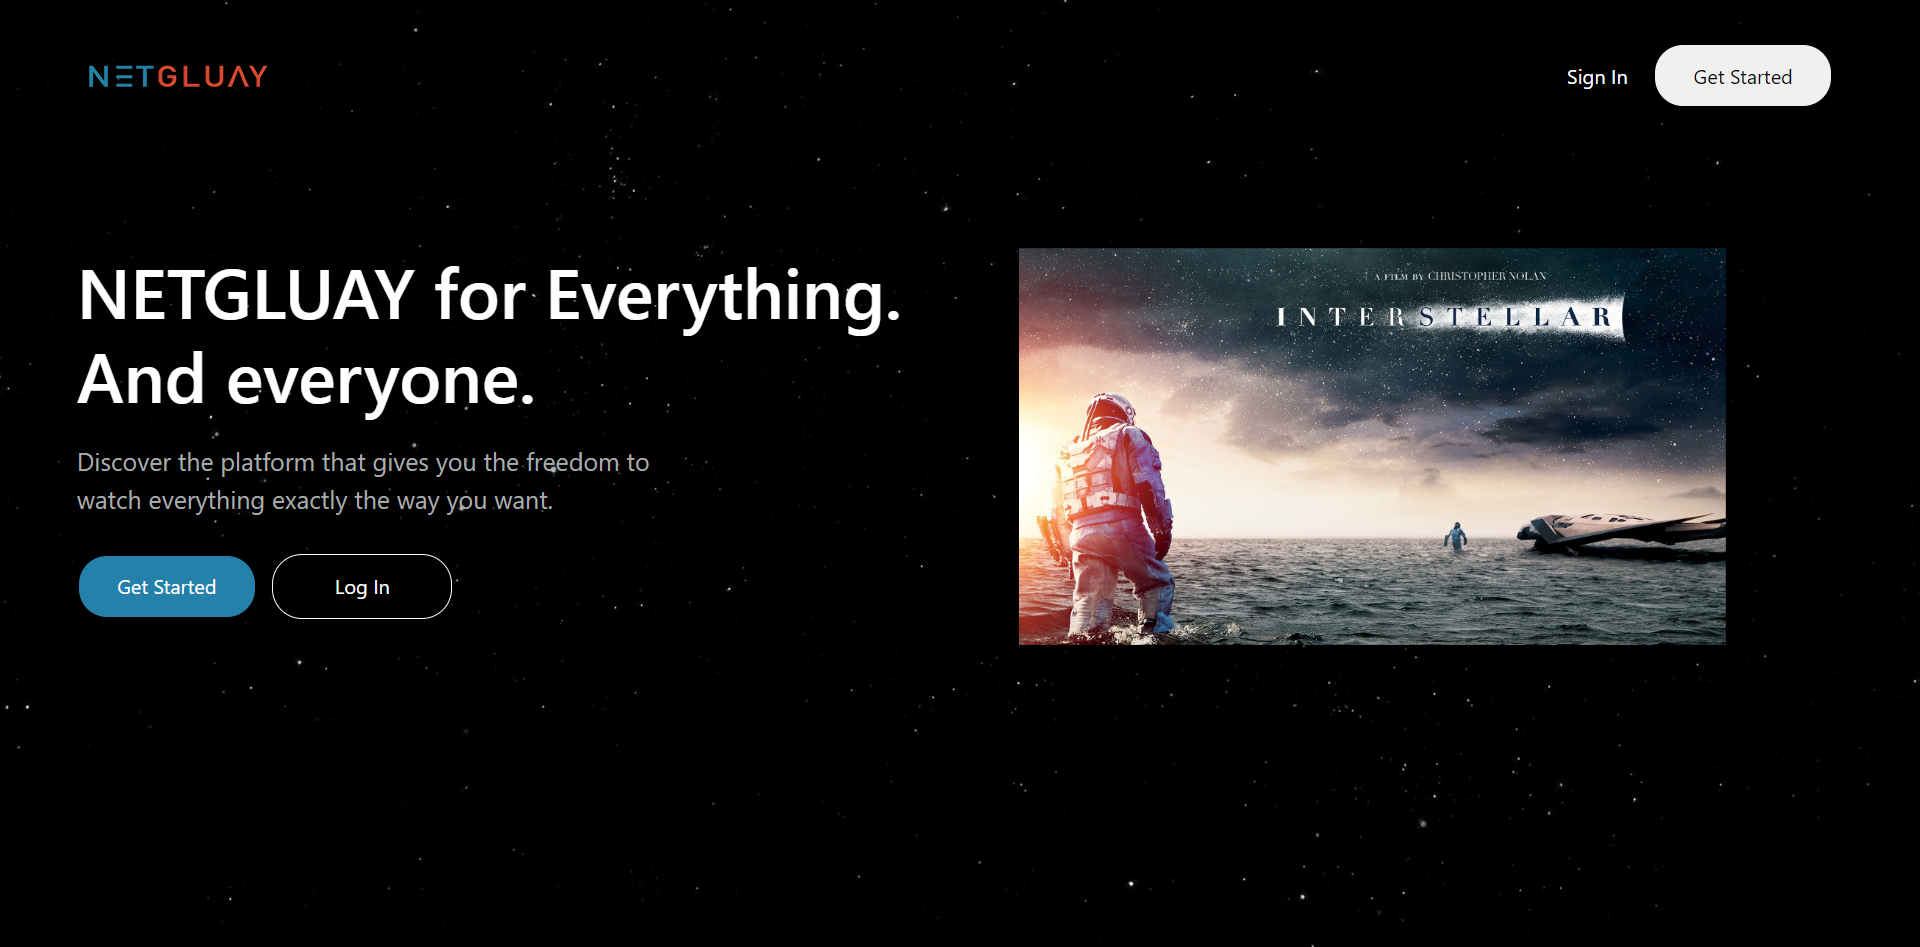 NETGLUAY
Sign In
Get Started
NETGLUAY for Everything.
And everyone.
Discover the platform that gives you the freedom to
watch everything exactly the way you want.
Get Started
Log In
A FILM BY CHRISTOPHER NOLAN
INTERSTELLAR